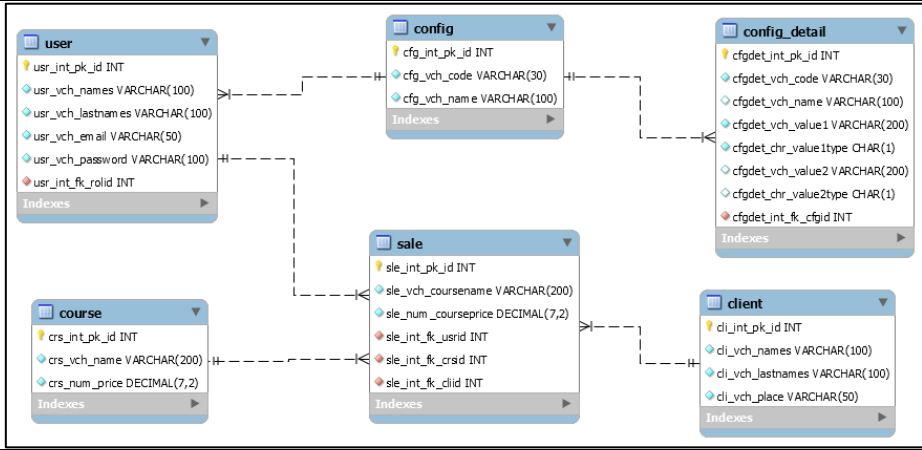 user
usr_int_pk_id INT
usr_vch_names VARCHAR(100)
usr_vch_lastnames VARCHAR(100)
usr_vch_email VARCHAR(50)
usr_vch_password VARCHAR(100)
usr_int_fk_rolid INT
Indexes
config
cfg_int_pk_id INT
cfg_vch_code VARCHAR(30)
cfg_vch_name VARCHAR(100)
Indexes
config_detail
cfgdet_int_pk_id INT
cfgdet_vch_code VARCHAR(30)
cfgdet_vch_name VARCHAR(100)
cfgdet_vch_value1 VARCHAR(200)
cfgdet_chr_value1type CHAR(1)
cfgdet_vch_value2 VARCHAR(200)
cfgdet_chr_value2type CHAR(1)
cfgdet_int_fk_cfgid INT
Indexes
course
crs_int_pk_id INT
crs_vch_name VARCHAR(200)
crs_num_price DECIMAL(7,2)
Indexes
sale
sle_int_pk_id INT
sle_vch_coursename VARCHAR(200)
sle_num_courseprice DECIMAL(7,2)
sle_int_fk_usrid INT
sle_int_fk_crsid INT
sle_int_fk_cliid INT
Indexes
client
cli_int_pk_id INT
cli_vch_names VARCHAR(100)
cli_vch_lastnames VARCHAR(100)
cli_vch_place VARCHAR(50)
Indexes